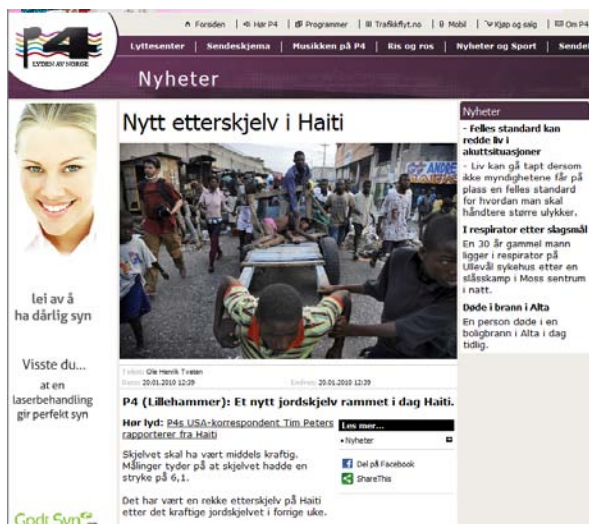 Forsiden | Hør P4 | Programmer | Trafikkflyt.no | Mobil | Kjøp og salg | Om P4
P4
LYDEN AV NORGE
Lyttesenter | Sendeskjema | Musikken på P4 | Ris og ros | Nyheter og Sport |
Nyheter
lei av å
ha dårlig syn
Visste du...
at en
laserbehandling
gir perfekt syn
Nytt etterskjelv i Haiti
Tekst: Ole Henrik Tveten
Dato: 20.01.2010 12:39 Endret: 20.01.2010 12:39
P4 (Lillehammer): Et nytt jordskjelv rammet i dag Haiti.
Hør lyd: P4s USA-korrespondent Tim Peters
rapporterer fra Haiti
Skjelvet skal ha vært middels kraftig.
Målinger tyder på at skjelvet hadde en
stryke på 6,1.
Det har vært en rekke etterskjelv på Haiti
etter det kraftige jordskjelvet i forrige uke.
Les mer...
• Nyheter
Del på Facebook
ShareThis
Nyheter
- Felles standard kan
redde liv i
akuttsituasjoner
- Liv kan gå tapt dersom
ikke myndighetene får på
plass en felles standard
for hvordan man skal
håndtere større ulykker.
I respirator etter slagsmål
En 30 år gammel mann
ligger i respirator på
Ullevål sykehus etter en
slåsskamp i Moss sentrum
i natt.
Døde i brann i Alta
En person døde i en
boligbrann i Alta i dag
tidlig.